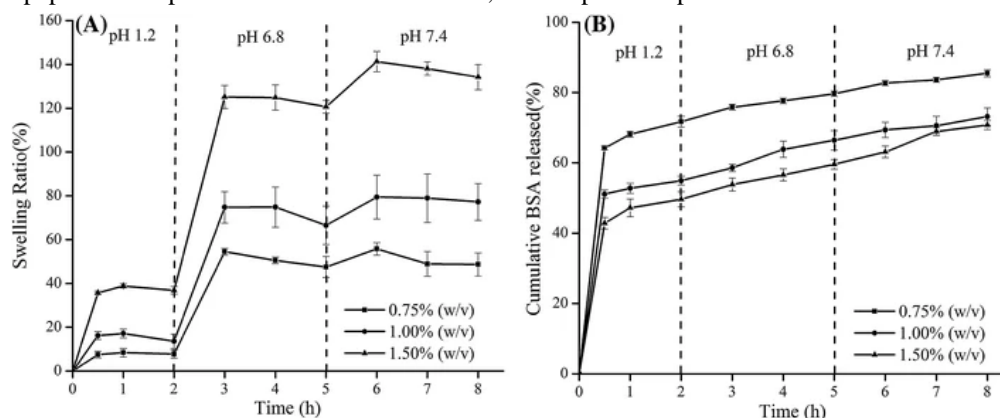 (A)
pH 1.2
pH 6.8
pH 7.4
160
140
120
100
80
60
40
20
0
Swelling Ratio(%)
0.75% (w/v)
1.00% (w/v)
1.50% (w/v)
0 1 2 3 4 5 6 7 8
Time (h)
(B)
pH 1.2
pH 6.8
pH 7.4
100
80
60
40
20
0
Cumulative BSA released(%)
0.75% (w/v)
1.00% (w/v)
1.50% (w/v)
0 1 2 3 4 5 6 7 8
Time (h)